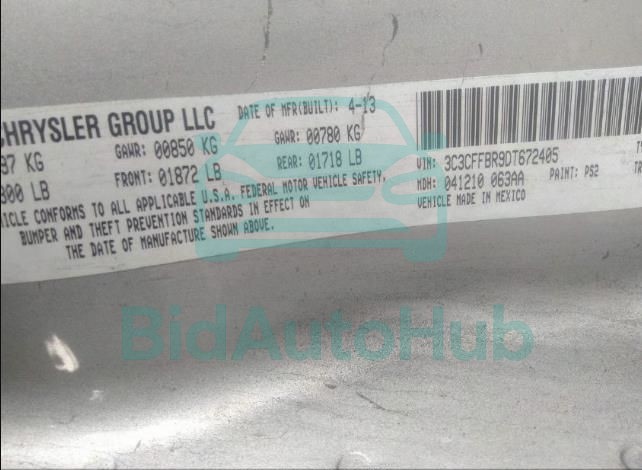 CHRYSLER GROUP LLC DATE OF MFR(BUILT): 4-13
37 KG GAWR: 00850 KG GAWR: 00780 KG
300 LB FRONT: 01872 LB REAR: 01718 LB
VEHICLE CONFORMS TO ALL APPLICABLE U.S.A. FEDERAL MOTOR VEHICLE SAFETY,
BUMPER AND THEFT PREVENTION STANDARDS IN EFFECT ON
THE DATE OF MANUFACTURE SHOWN ABOVE.
VIN: 3C3CFFBR9DT672405
MDH: 041210 063AA PAINT: PS2
VEHICLE MADE IN MEXICO
BidAutoHub